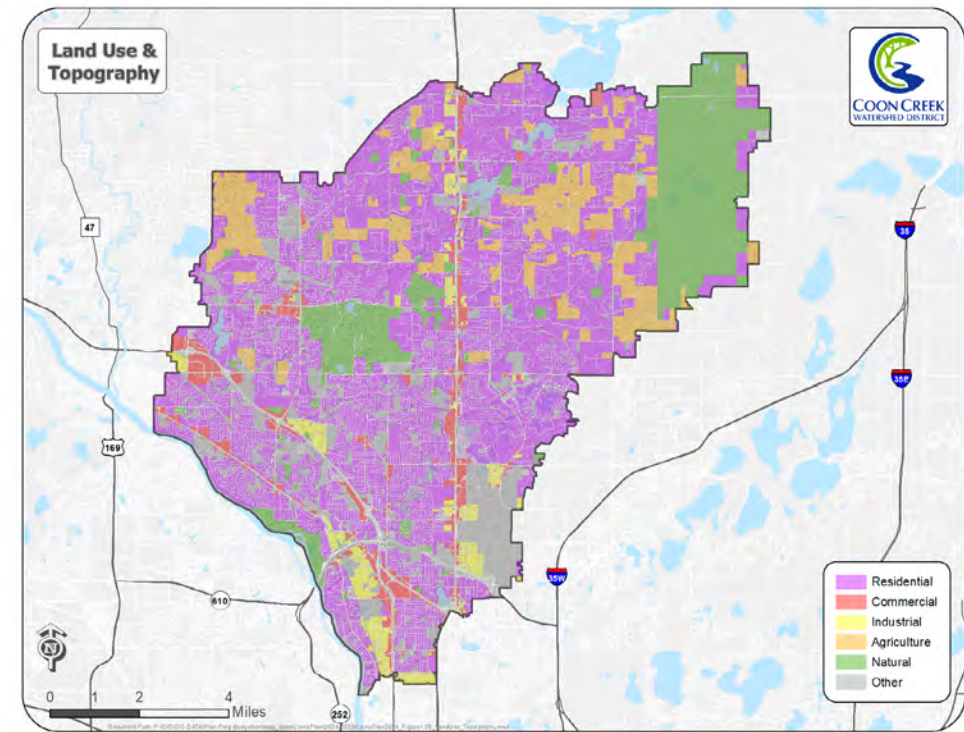 Land Use &
Topography
COON CREEK
WATERSHED DISTRICT
47
35
35E
169
35W
610
252
Residential
Commercial
Industrial
Agriculture
Natural
Other
N
0 1 2 4
Miles